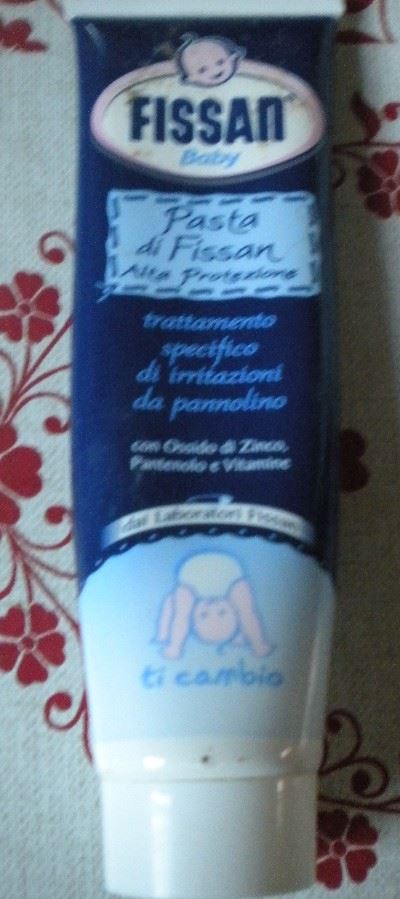 FISSAN
Baby
Pasta
di Fissan
Alta Protezione
trattamento
specifico
di irritazioni
da pannolino
con Ossido di Zinco,
Pantenolo e Vitamine
dai Laboratori Fissan
ti cambio